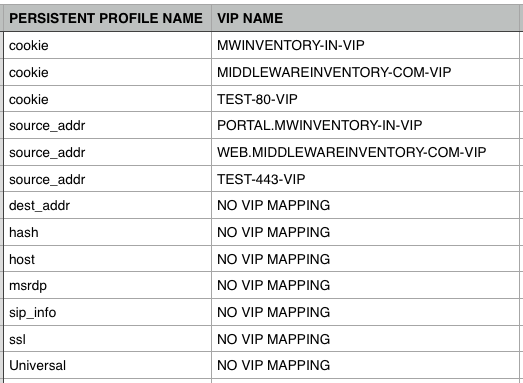 PERSISTENT PROFILE NAME VIP NAME
cookie MWINVENTORY-IN-VIP
cookie MIDDLEWAREINVENTORY-COM-VIP
cookie TEST-80-VIP
source_addr PORTAL.MWINVENTORY-IN-VIP
source_addr WEB.MIDDLEWAREINVENTORY-COM-VIP
source_addr TEST-443-VIP
dest_addr NO VIP MAPPING
hash NO VIP MAPPING
host NO VIP MAPPING
msrdp NO VIP MAPPING
sip_info NO VIP MAPPING
ssl NO VIP MAPPING
Universal NO VIP MAPPING